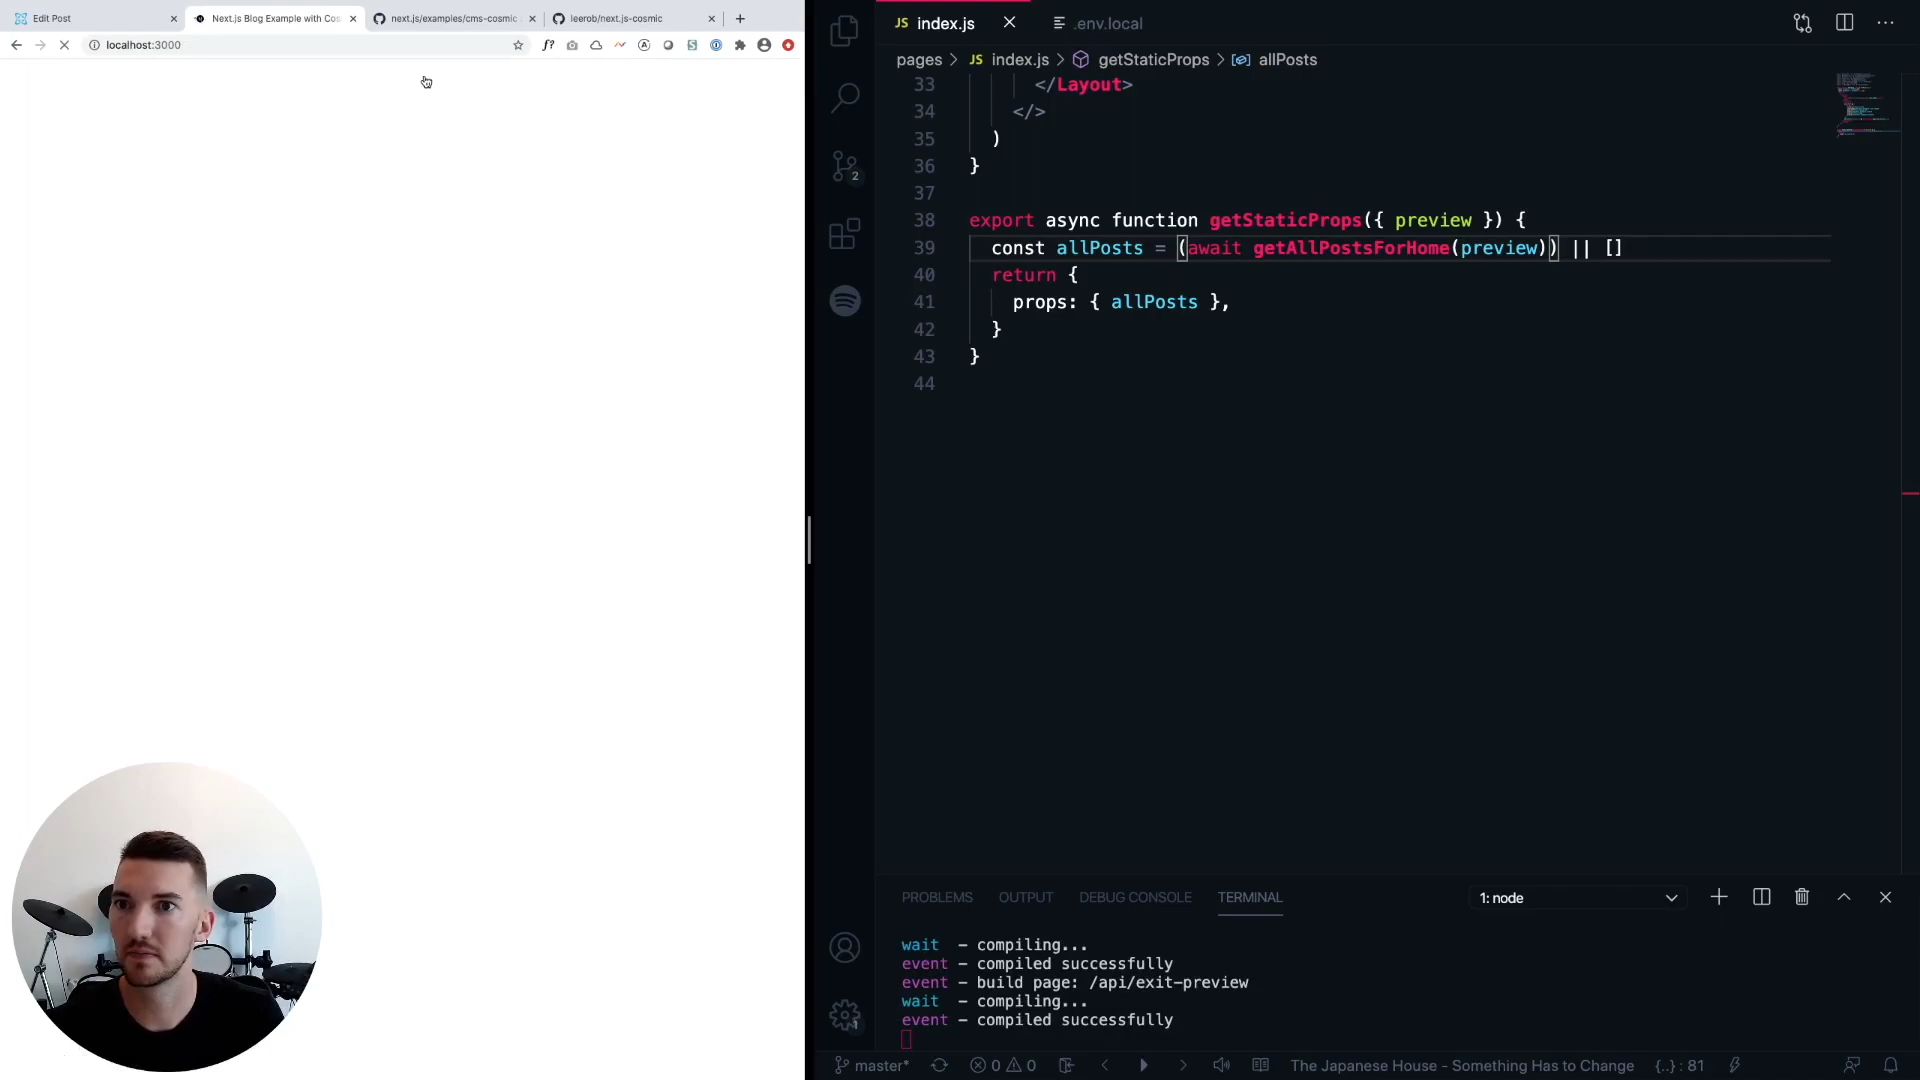 Edit Post
Next.js Blog Example with Cos
next.js/examples/cms-cosmic
leerob/next.js-cosmic
localhost:3000
JS index.js
.env.local
pages > JS index.js > getStaticProps > allPosts
33 </Layout>
34 </>
35 )
36 }
37
38 export async function getStaticProps({ preview }) {
39 const allPosts = (await getAllPostsForHome(preview)) || []
40 return {
41 props: { allPosts },
42 }
43 }
44
2
PROBLEMS OUTPUT DEBUG CONSOLE TERMINAL 1: node
wait - compiling...
event - compiled successfully
event - build page: /api/exit-preview
wait - compiling...
event - compiled successfully
1
master* 0 0 The Japanese House - Something Has to Change {..} : 81